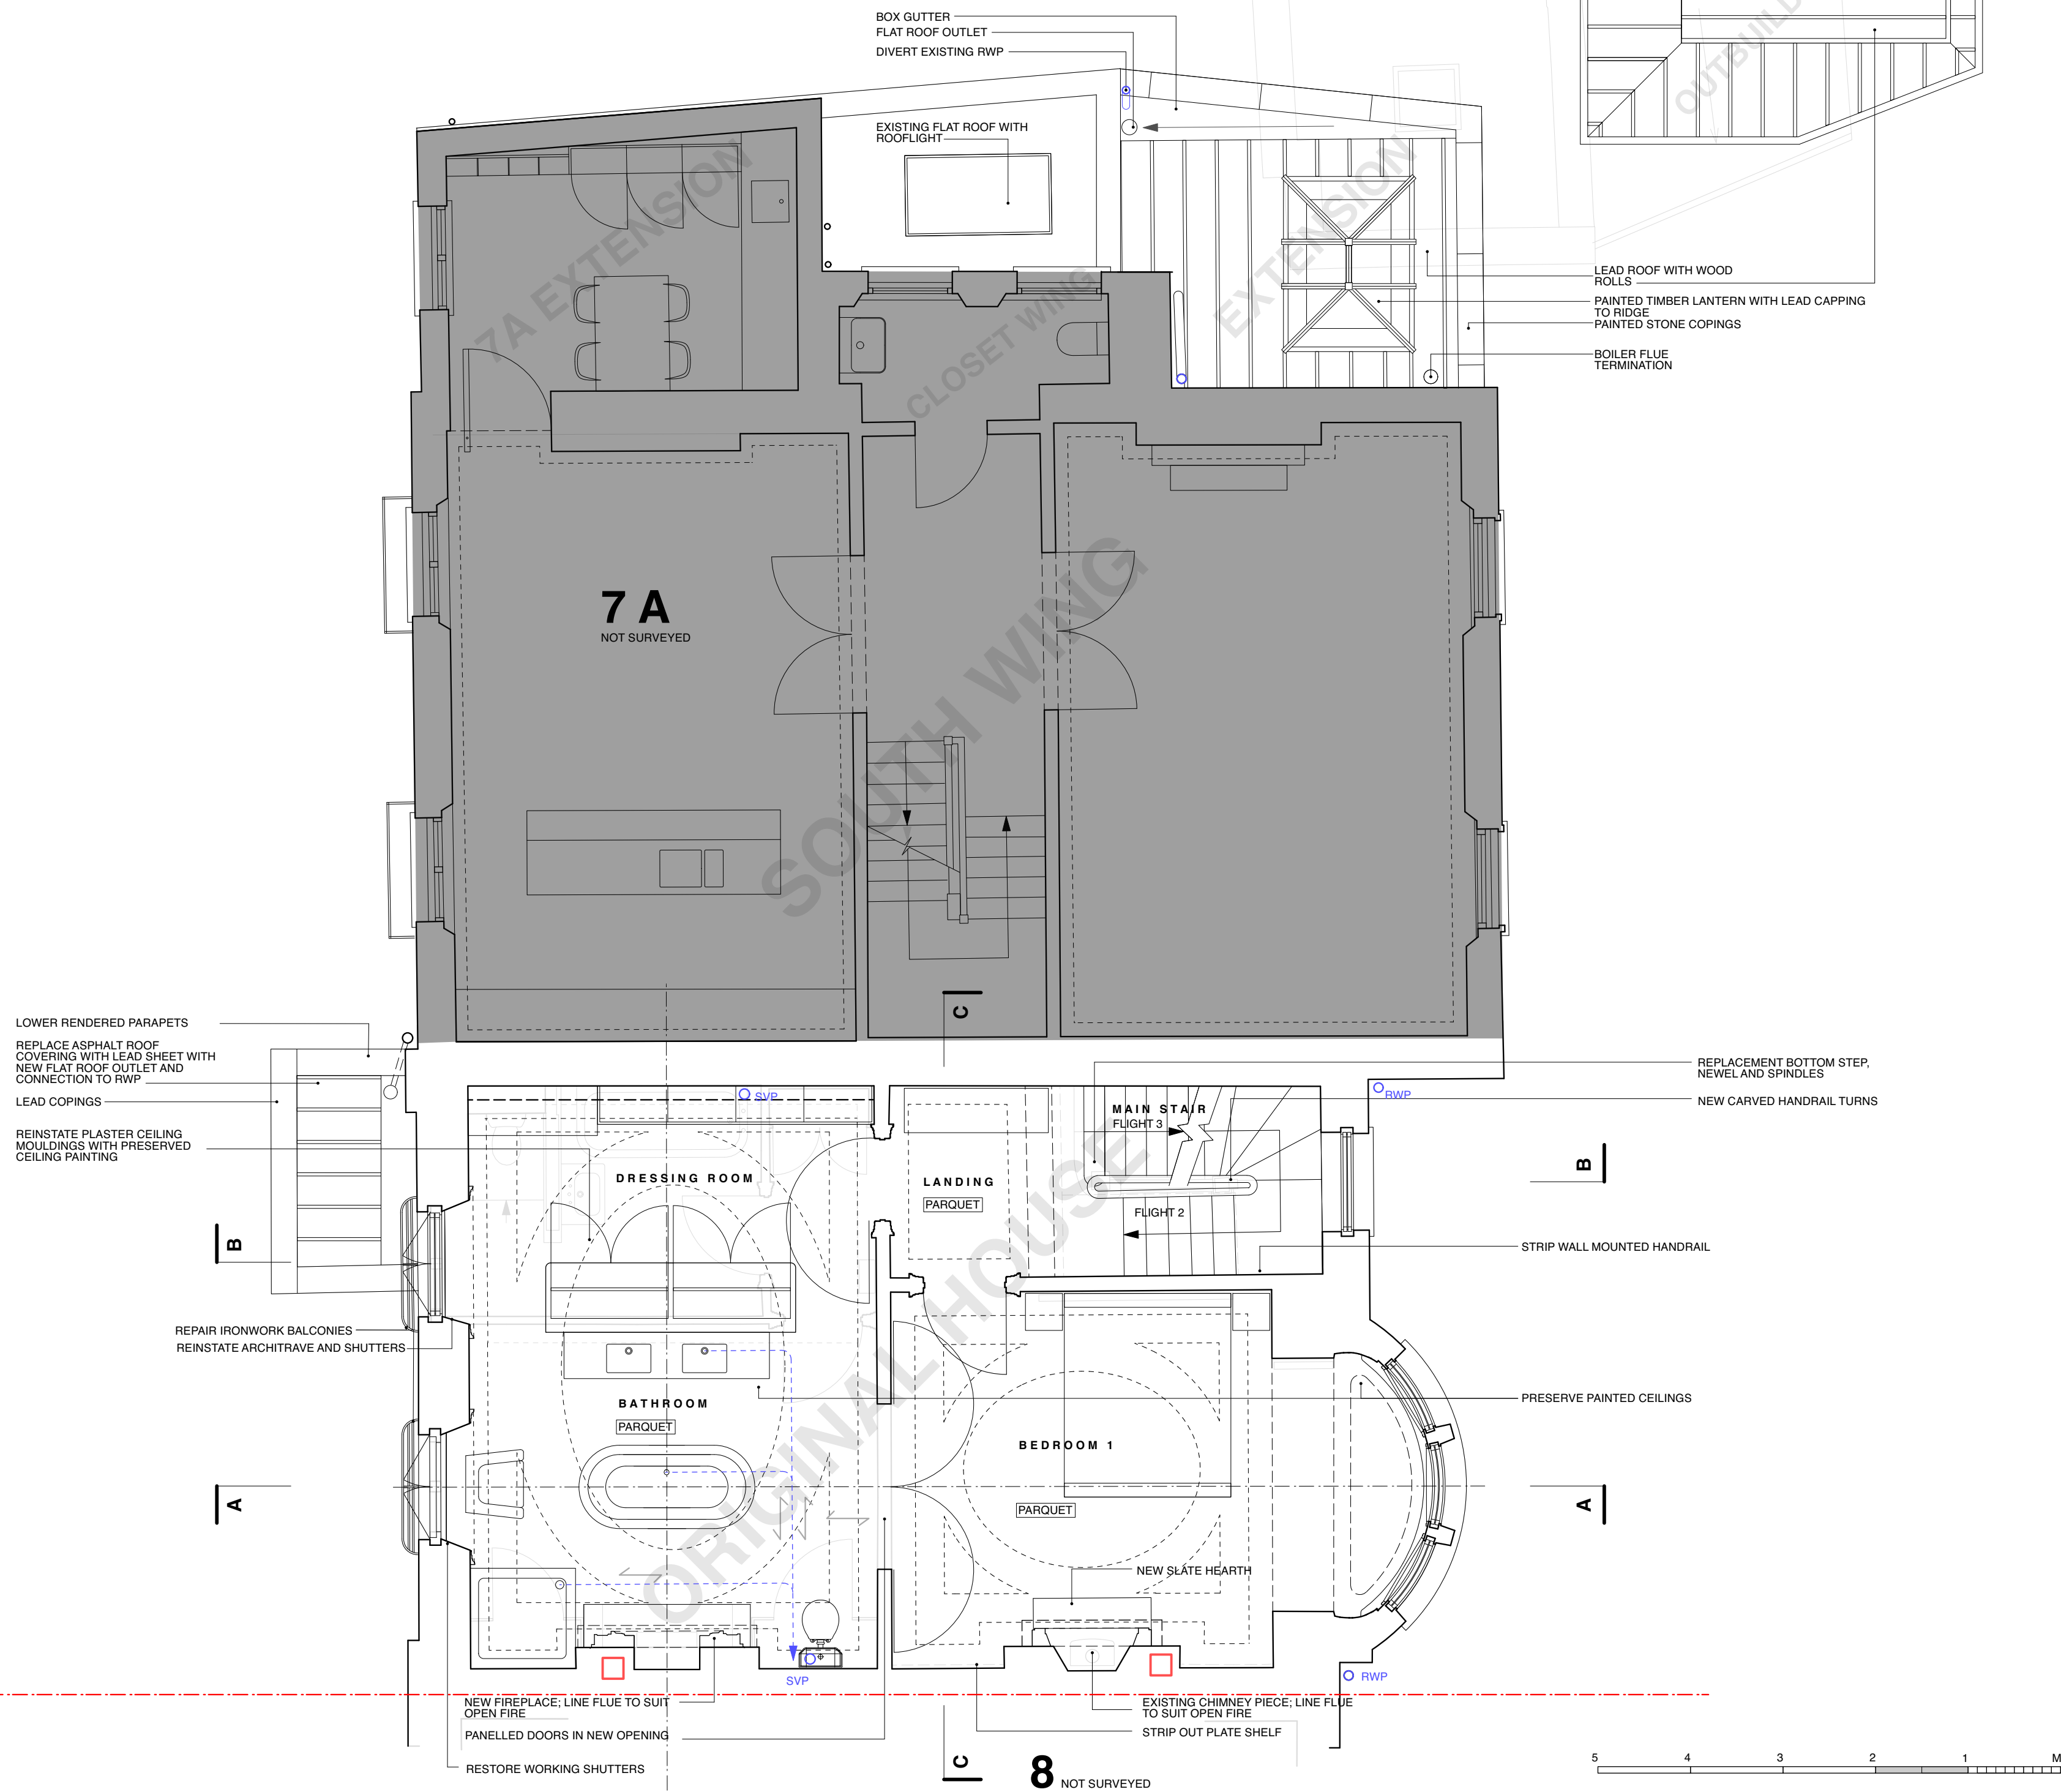 BOX GUTTER
FLAT ROOF OUTLET
DIVERT EXISTING RWP
EXISTING FLAT ROOF WITH
ROOFLIGHT
OUTBUILD
7A EXTENSION
CLOSET WING
EXTENSION
LEAD ROOF WITH WOOD
ROLLS
PAINTED TIMBER LANTERN WITH LEAD CAPPING
TO RIDGE
PAINTED STONE COPINGS
BOILER FLUE
TERMINATION
7 A
NOT SURVEYED
SOUTH WING
C
LOWER RENDERED PARAPETS
REPLACE ASPHALT ROOF
COVERING WITH LEAD SHEET WITH
NEW FLAT ROOF OUTLET AND
CONNECTION TO RWP
LEAD COPINGS
REINSTATE PLASTER CEILING
MOULDINGS WITH PRESERVED
CEILING PAINTING
REPLACEMENT BOTTOM STEP,
NEWEL AND SPINDLES
RWP
NEW CARVED HANDRAIL TURNS
SVP
MAIN STAIR
FLIGHT 3
DRESSING ROOM
LANDING
PARQUET
FLIGHT 2
B
B
STRIP WALL MOUNTED HANDRAIL
ORIGINAL HOUSE
REPAIR IRONWORK BALCONIES
REINSTATE ARCHITRAVE AND SHUTTERS
PRESERVE PAINTED CEILINGS
BATHROOM
PARQUET
BEDROOM 1
PARQUET
A
A
NEW SLATE HEARTH
SVP
RWP
NEW FIREPLACE; LINE FLUE TO SUIT
OPEN FIRE
EXISTING CHIMNEY PIECE; LINE FLUE
TO SUIT OPEN FIRE
PANELLED DOORS IN NEW OPENING
STRIP OUT PLATE SHELF
RESTORE WORKING SHUTTERS
C
8
NOT SURVEYED
5 4 3 2 1 M